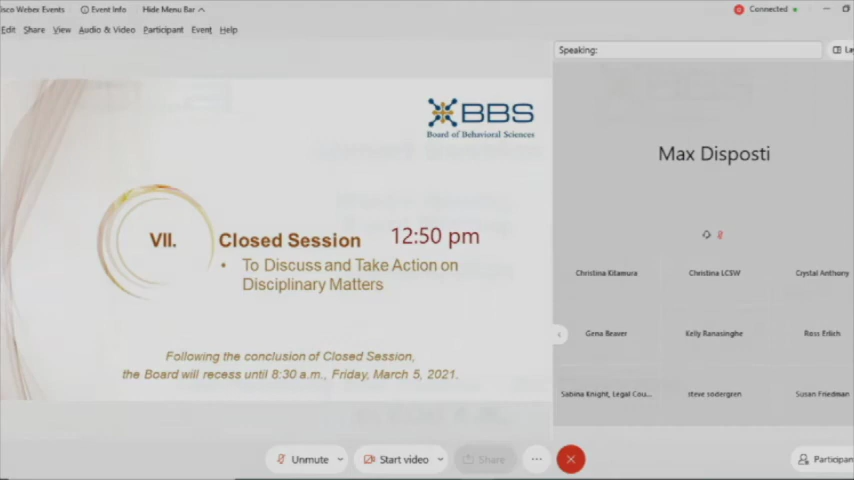 isco Webex Events
Event Info
Hide Menu Bar
Connected
Edit Share View Audio & Video Participant Event Help
Speaking:
BBS
Board of Behavioral Sciences
Max Disposti
VII.
Closed Session 12:50 pm
• To Discuss and Take Action on
Disciplinary Matters
Following the conclusion of Closed Session,
the Board will recess until 8:30 a.m., Friday, March 5, 2021.
Christina Kitamura
Christina LCSW
Crystal Anthony
Gena Beaver
Kelly Ranasinghe
Ross Erlich
Sabina Knight, Legal Cou...
steve sodergren
Susan Friedman
Unmute
Start video
Share
Participan